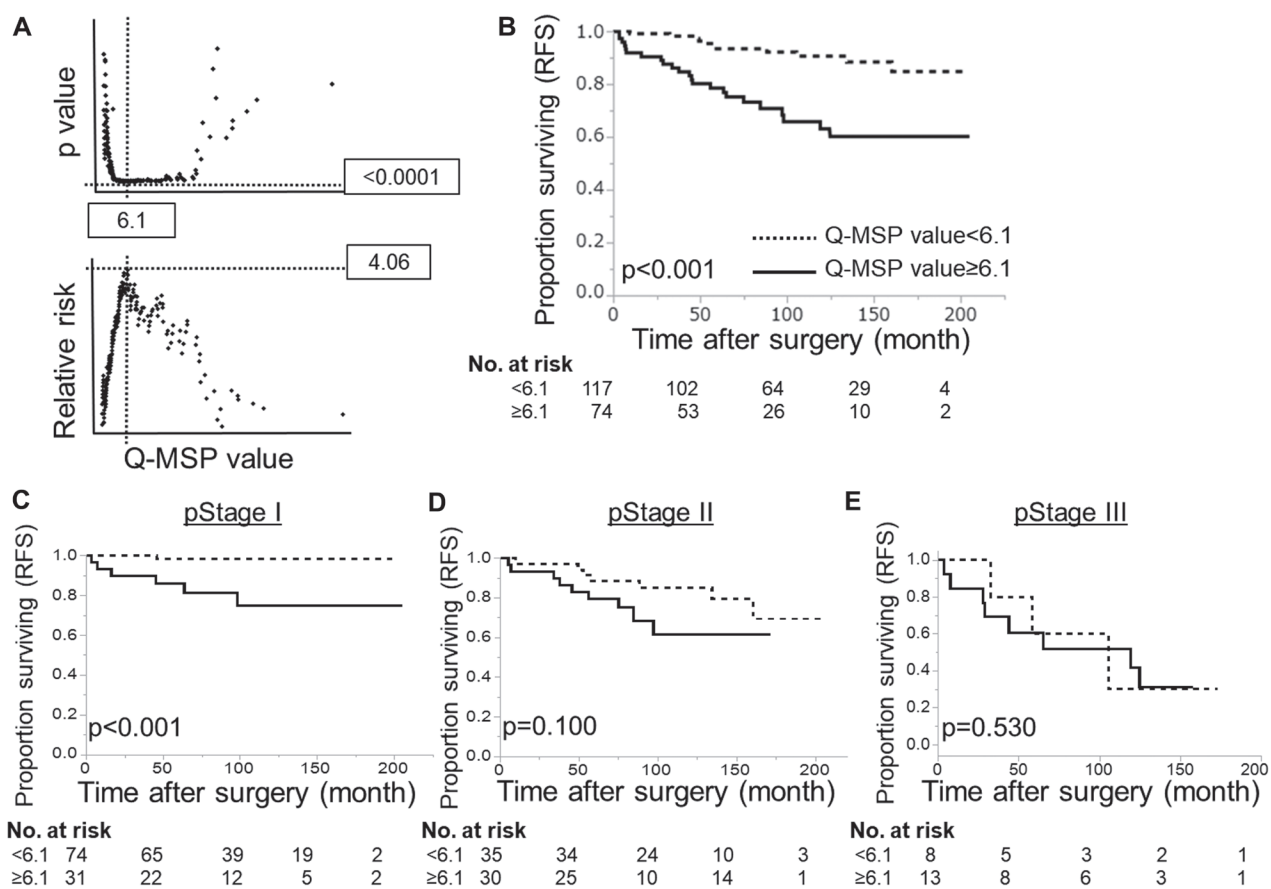 A
p value
<0.0001
6.1
4.06
Relative risk
Q-MSP value
B
Proportion surviving (RFS)
1.0
0.8
0.6
0.4
0.2
0.0
Q-MSP value<6.1
Q-MSP value≥6.1
p<0.001
0 50 100 150 200
Time after surgery (month)
No. at risk
<6.1 117 102 64 29 4
≥6.1 74 53 26 10 2
C
pStage I
Proportion surviving (RFS)
1.0
0.8
0.6
0.4
0.2
0.0
p<0.001
0 50 100 150 200
Time after surgery (month)
No. at risk
<6.1 74 65 39 19 2
≥6.1 31 22 12 5 2
D
pStage II
Proportion surviving (RFS)
1.0
0.8
0.6
0.4
0.2
0.0
p=0.100
0 50 100 150 200
Time after surgery (month)
No. at risk
<6.1 35 34 24 10 3
≥6.1 30 25 10 14 1
E
pStage III
Proportion surviving (RFS)
1.0
0.8
0.6
0.4
0.2
0.0
p=0.530
0 50 100 150 200
Time after surgery (month)
No. at risk
<6.1 8 5 3 2 1
≥6.1 13 8 6 3 1